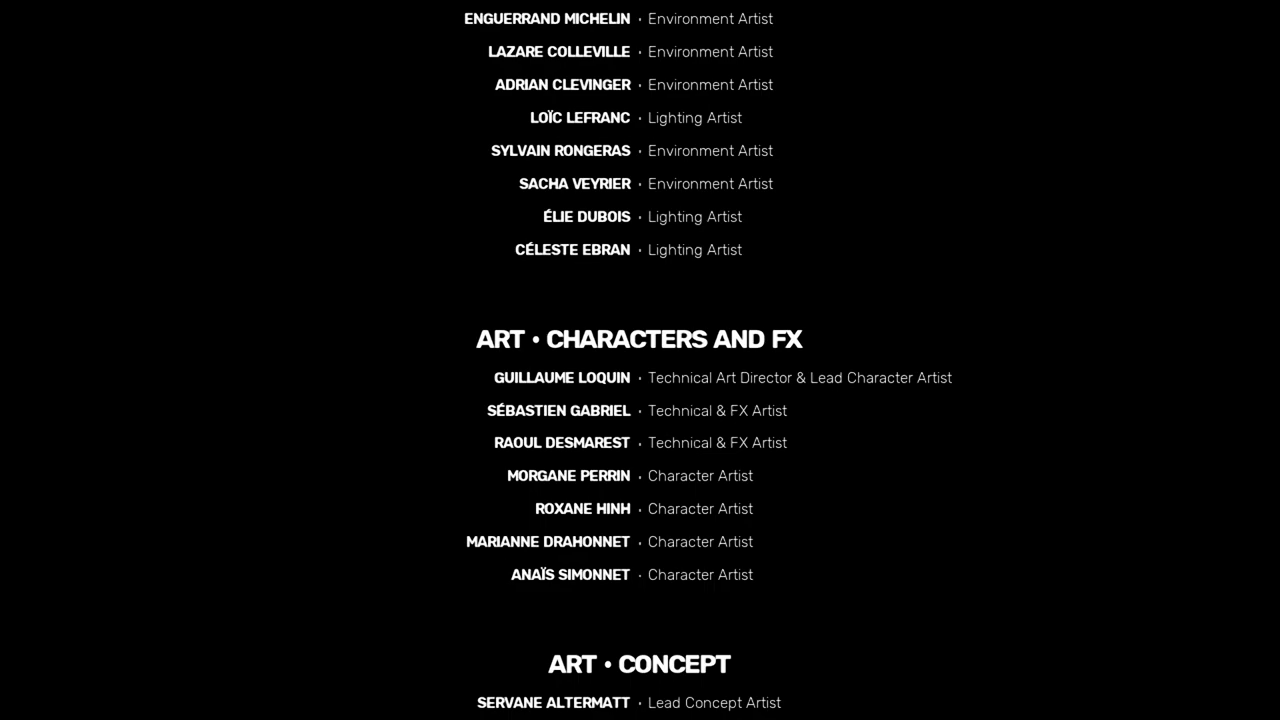 ENGUERRAND MICHELIN · Environment Artist
LAZARE COLLEVILLE · Environment Artist
ADRIAN CLEVINGER · Environment Artist
LOÏC LEFRANC · Lighting Artist
SYLVAIN RONGERAS · Environment Artist
SACHA VEYRIER · Environment Artist
ÉLIE DUBOIS · Lighting Artist
CÉLESTE EBRAN · Lighting Artist
ART · CHARACTERS AND FX
GUILLAUME LOQUIN · Technical Art Director & Lead Character Artist
SÉBASTIEN GABRIEL · Technical & FX Artist
RAOUL DESMAREST · Technical & FX Artist
MORGANE PERRIN · Character Artist
ROXANE HINH · Character Artist
MARIANNE DRAHONNET · Character Artist
ANAÏS SIMONNET · Character Artist
ART · CONCEPT
SERVANE ALTERMATT · Lead Concept Artist